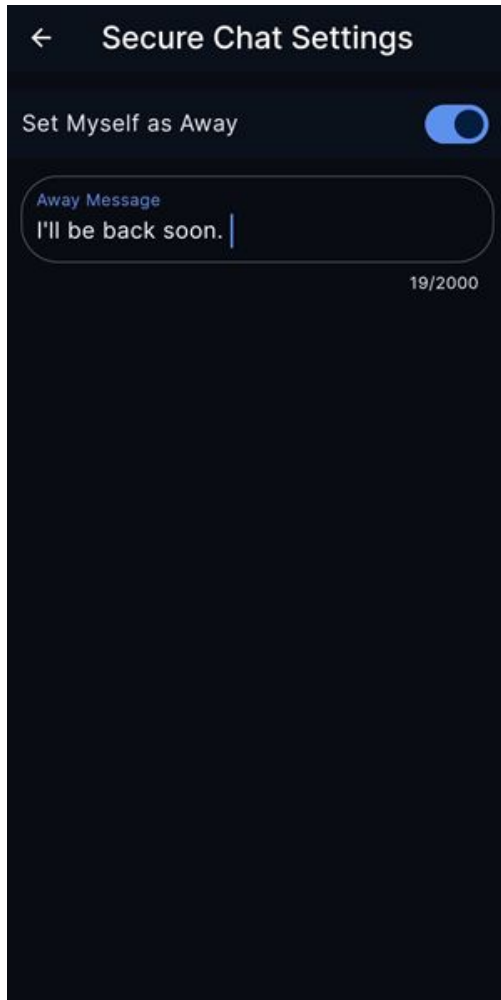 Secure Chat Settings
Set Myself as Away
Away Message
I'll be back soon.
19/2000